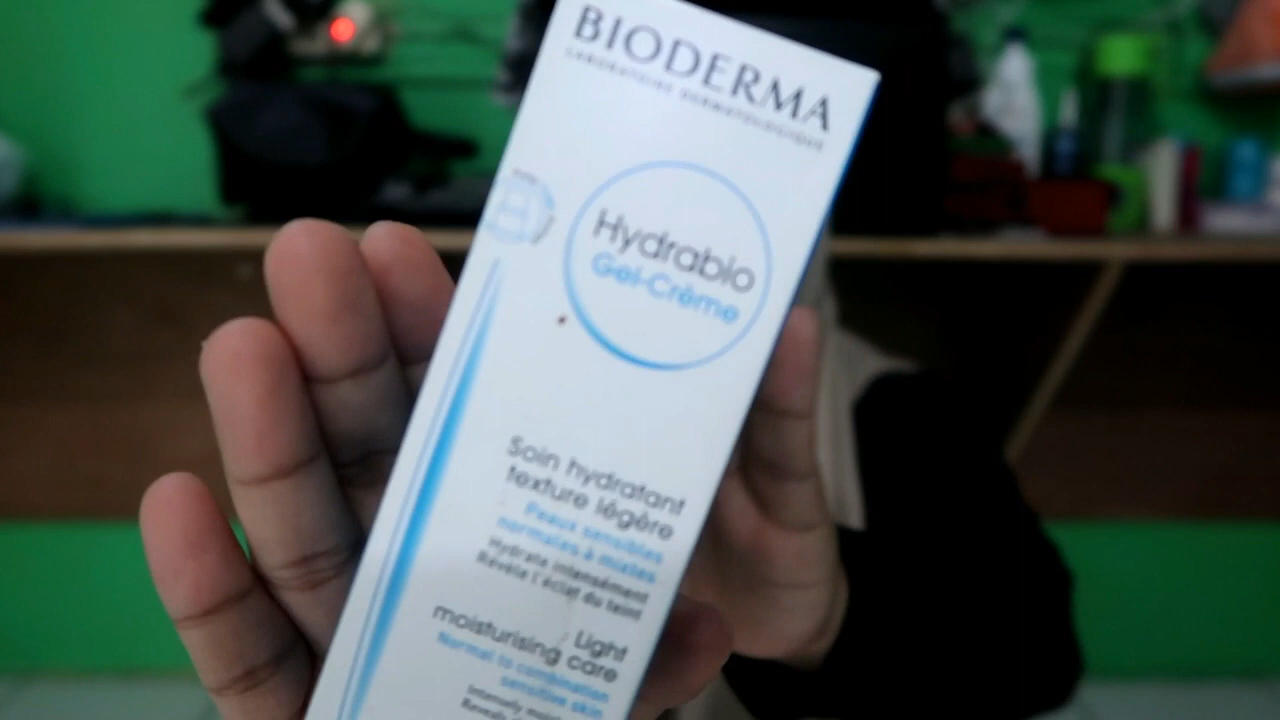 BIODERMA
LABORATOIRE DERMATOLOGIQUE
Hydrabio
Gel-Crème
Soin hydratant
texture légère
Peaux sensibles
normales à mixtes
Hydrate intensément
Révèle l'éclat du teint
Light
moisturising care
Normal to combination
sensitive skin
Intensely